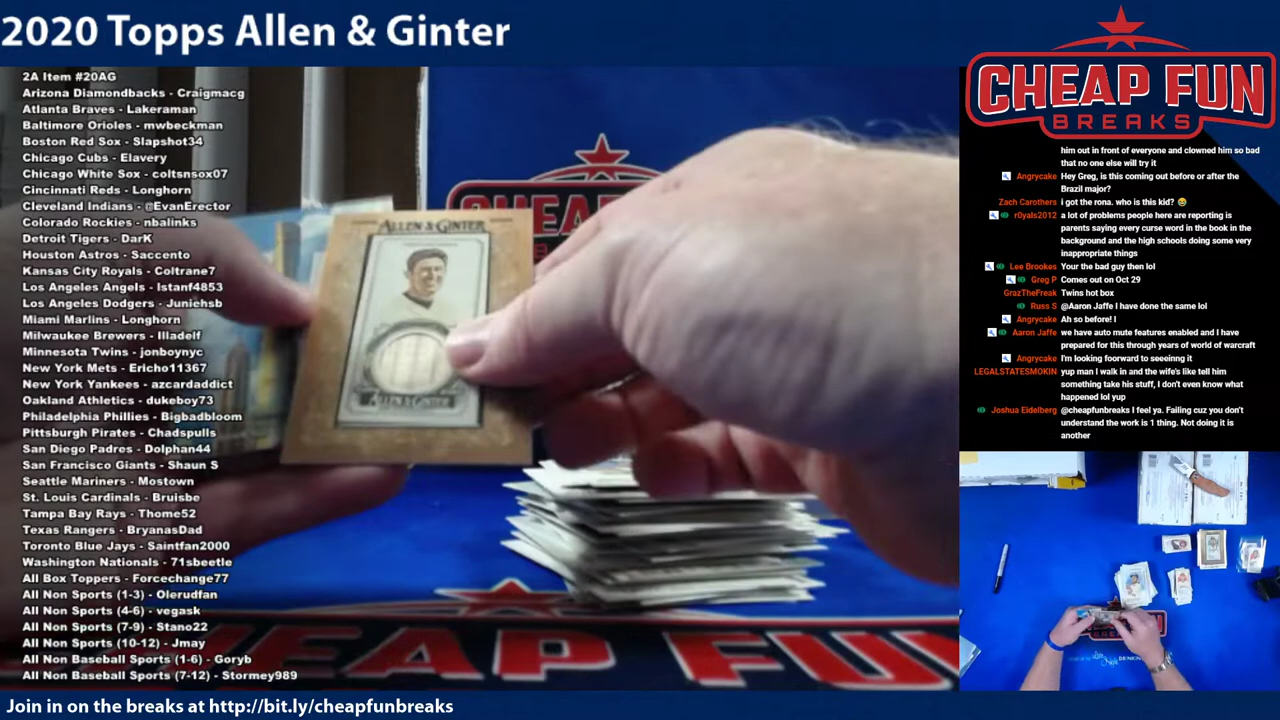 2020 Topps Allen & Ginter
2A Item #20AG
Arizona Diamondbacks - Craigmacg
Atlanta Braves - Lakeraman
Baltimore Orioles - mwbeckman
Boston Red Sox - Slapshot34
Chicago Cubs - Elavery
Chicago White Sox - coltsnsox07
Cincinnati Reds - Longhorn
Cleveland Indians - @EvanErector
Colorado Rockies - nbalinks
Detroit Tigers - DarK
Houston Astros - Saccento
Kansas City Royals - Coltrane7
Los Angeles Angels - Istanf4853
Los Angeles Dodgers - Juniehsb
Miami Marlins - Longhorn
Milwaukee Brewers - Illadelf
Minnesota Twins - jonboynyc
New York Mets - Ericho11367
New York Yankees - azcardaddict
Oakland Athletics - dukeboy73
Philadelphia Phillies - Bigbadbloom
Pittsburgh Pirates - Chadspulls
San Diego Padres - Dolphan44
San Francisco Giants - Shaun S
Seattle Mariners - Mostown
St. Louis Cardinals - Bruisbe
Tampa Bay Rays - Thome52
Texas Rangers - BryanasDad
Toronto Blue Jays - Saintfan2000
Washington Nationals - 71sbeetle
All Box Toppers - Forcechange77
All Non Sports (1-3) - Olerudfan
All Non Sports (4-6) - vegask
All Non Sports (7-9) - Stano22
All Non Sports (10-12) - Jmay
All Non Baseball Sports (1-6) - Goryb
All Non Baseball Sports (7-12) - Stormey989
ALLEN & GINTER
ALLEN & GINTER
CHEAP FUN
CHEAP FUN
BREAKS
him out in front of everyone and clowned him so bad
that no one else will try it
Angrycake Hey Greg, is this coming out before or after the
Brazil major?
Zach Carothers i got the rona. who is this kid? 😂
r0yals2012 a lot of problems people here are reporting is
parents saying every curse word in the book in the
background and the high schools doing some very
inappropriate things
Lee Brookes Your the bad guy then lol
Greg P Comes out on Oct 29
GrazTheFreak Twins hot box
Russ S @Aaron Jaffe I have done the same lol
Angrycake Ah so before! I
Aaron Jaffe we have auto mute features enabled and I have
prepared for this through years of world of warcraft
Angrycake I'm looking foorward to seeeinng it
LEGALSTATESMOKIN yup man I walk in and the wife's like tell him
something take his stuff, I don't even know what
happened lol yup
Joshua Eidelberg @cheapfunbreaks I feel ya. Failing cuz you don't
understand the work is 1 thing. Not doing it is
another
BREAKS
Join in on the breaks at http://bit.ly/cheapfunbreaks